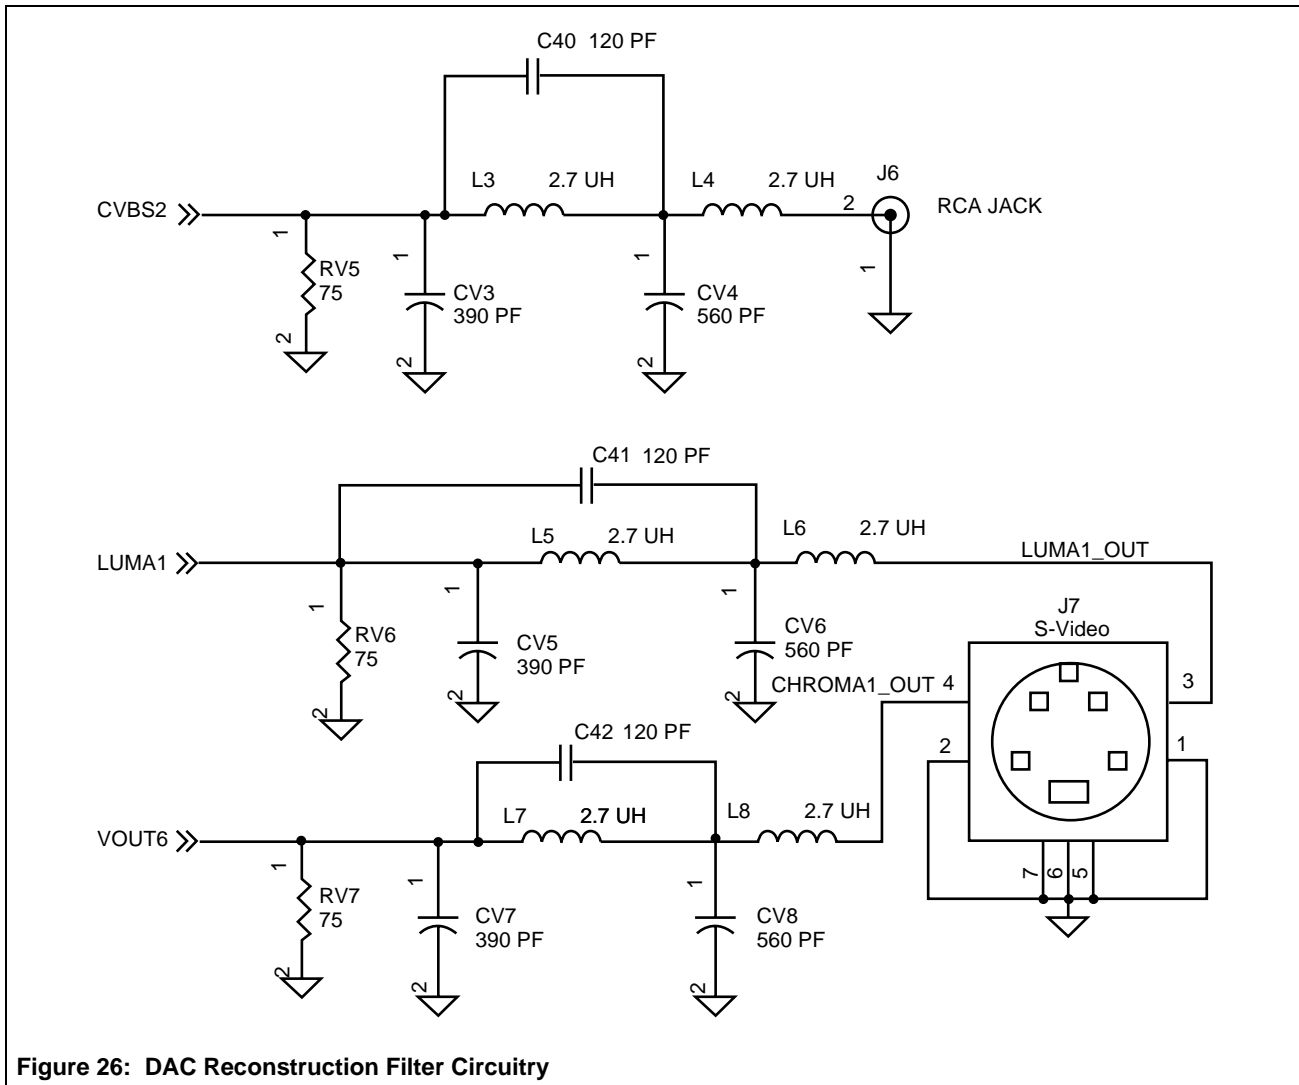 C40 120 PF
L3 2.7 UH L4 2.7 UH J6
CVBS2 2 RCA JACK
1 1 1 1
RV5
75
CV3
390 PF
CV4
560 PF
2 2 2
C41 120 PF
L5 2.7 UH L6 2.7 UH
LUMA1 LUMA1_OUT
1 1 1
J7
S-Video
RV6
75
CV5
390 PF
CV6
560 PF
2 2 2
CHROMA1_OUT 4 3
C42 120 PF
2 1
L7 2.7 UH L8 2.7 UH
VOUT6
1 1 1
7 6 5
RV7
75
CV7
390 PF
CV8
560 PF
2 2 2
Figure 26: DAC Reconstruction Filter Circuitry